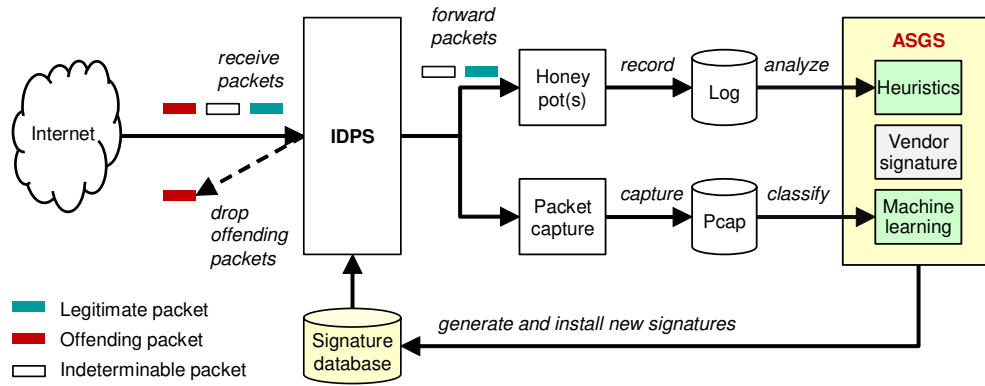 receive
packets
forward
packets
ASGS
Internet
IDPS
Honey
pot(s)
record
Log
analyze
Heuristics
Vendor
signature
drop
offending
packets
Packet
capture
capture
Pcap
classify
Machine
learning
Legitimate packet
Offending packet
Indeterminable packet
Signature
database
generate and install new signatures